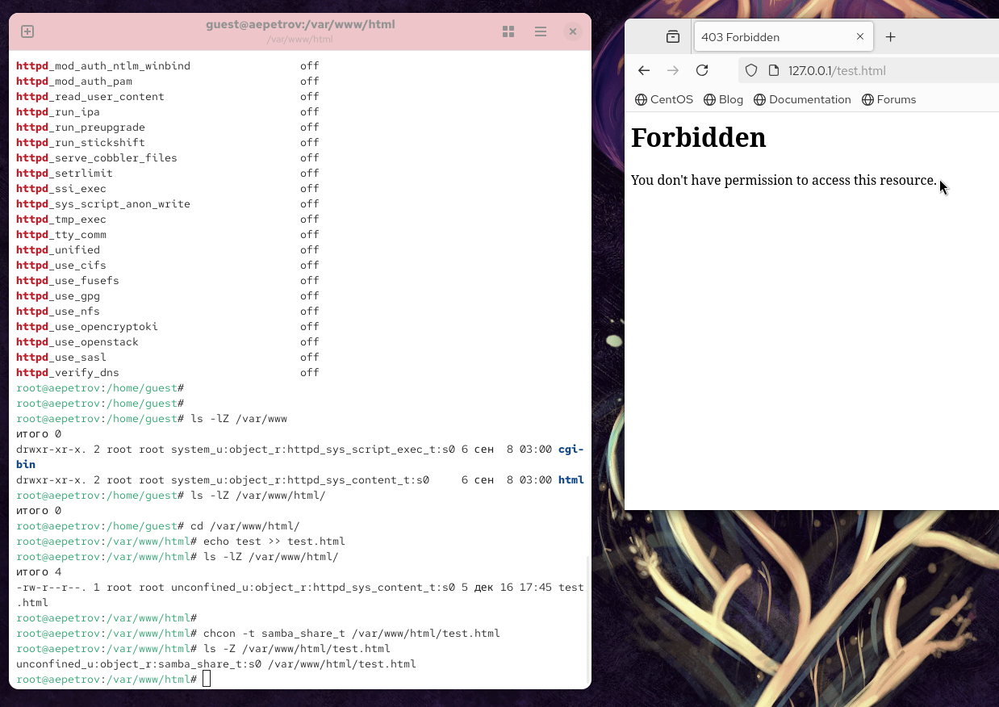 guest@aepetrov:/var/www/html
/var/www/html
httpd_mod_auth_ntlm_winbind off
httpd_mod_auth_pam off
httpd_read_user_content off
httpd_run_ipa off
httpd_run_preupgrade off
httpd_run_stickshift off
httpd_serve_cobbler_files off
httpd_setrlimit off
httpd_ssi_exec off
httpd_sys_script_anon_write off
httpd_tmp_exec off
httpd_tty_comm off
httpd_unified off
httpd_use_cifs off
httpd_use_fusefs off
httpd_use_gpg off
httpd_use_nfs off
httpd_use_opencryptoki off
httpd_use_openstack off
httpd_use_sasl off
httpd_verify_dns off
root@aepetrov:/home/guest#
root@aepetrov:/home/guest#
root@aepetrov:/home/guest# ls -lZ /var/www
итого 0
drwxr-xr-x. 2 root root system_u:object_r:httpd_sys_script_exec_t:s0 6 сен  8 03:00 cgi-
bin
drwxr-xr-x. 2 root root system_u:object_r:httpd_sys_content_t:s0     6 сен  8 03:00 html
root@aepetrov:/home/guest# ls -lZ /var/www/html/
итого 0
root@aepetrov:/home/guest# cd /var/www/html/
root@aepetrov:/var/www/html# echo test >> test.html
root@aepetrov:/var/www/html# ls -lZ /var/www/html/
итого 4
-rw-r--r--. 1 root root unconfined_u:object_r:httpd_sys_content_t:s0 5 дек 16 17:45 test
.html
root@aepetrov:/var/www/html#
root@aepetrov:/var/www/html# chcon -t samba_share_t /var/www/html/test.html
root@aepetrov:/var/www/html# ls -Z /var/www/html/test.html
unconfined_u:object_r:samba_share_t:s0 /var/www/html/test.html
root@aepetrov:/var/www/html#
403 Forbidden
127.0.0.1/test.html
CentOS Blog Documentation Forums
Forbidden
You don't have permission to access this resource.